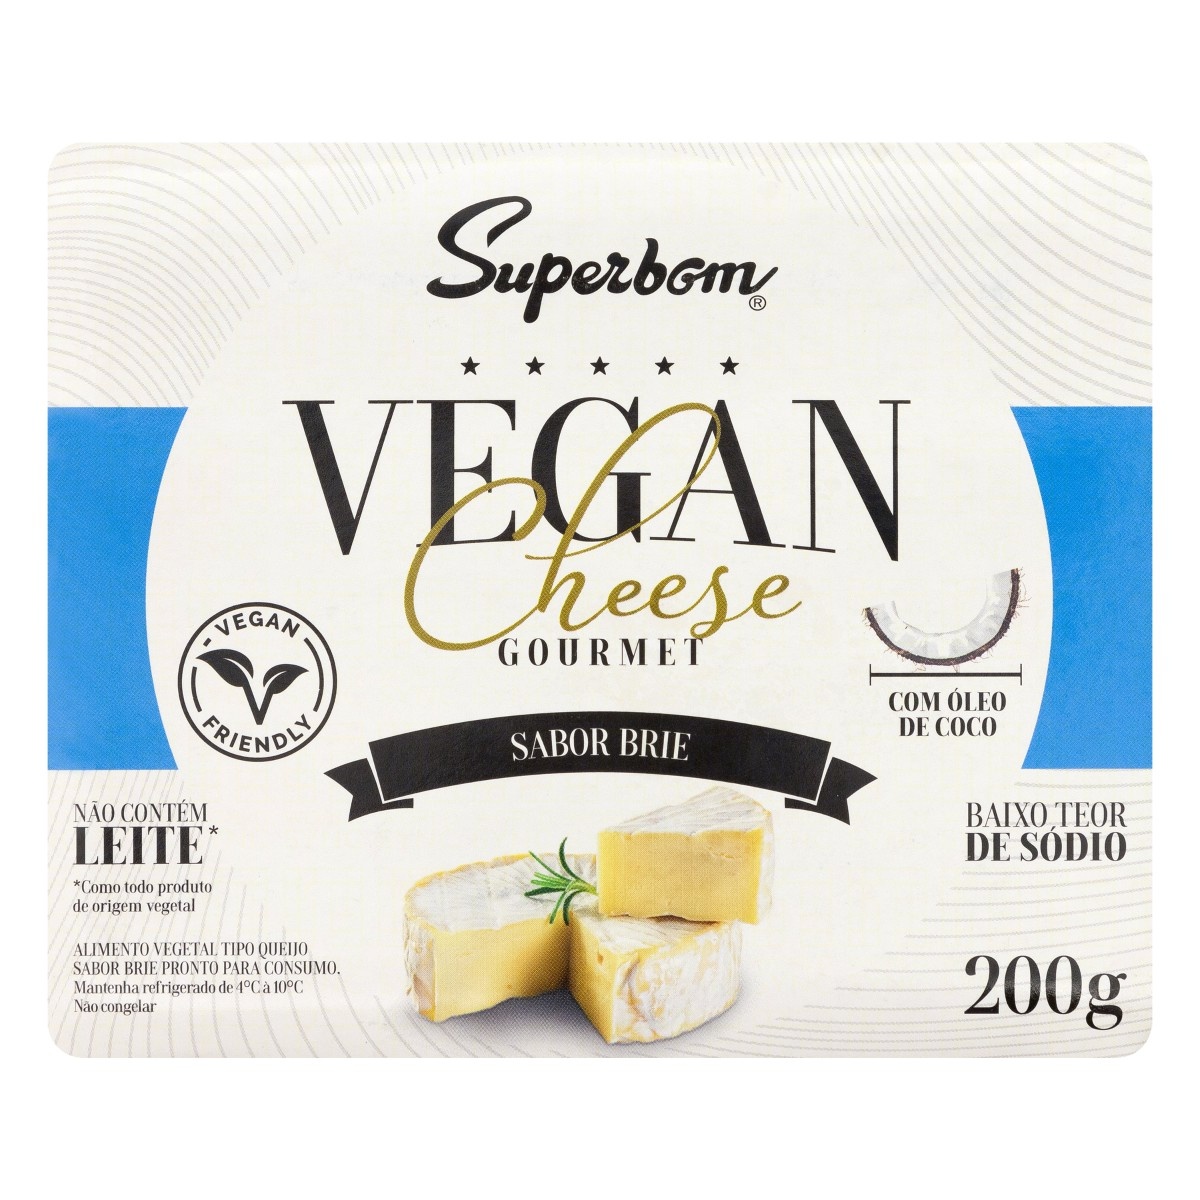 Superbom®
VEGAN
Cheese
GOURMET
VEGAN
FRIENDLY
COM ÓLEO
DE COCO
SABOR BRIE
NÃO CONTÉM
LEITE*
*Como todo produto
de origem vegetal
BAIXO TEOR
DE SÓDIO
ALIMENTO VEGETAL TIPO QUEIJO
SABOR BRIE PRONTO PARA CONSUMO.
Mantenha refrigerado de 4°C à 10°C
Não congelar
200g